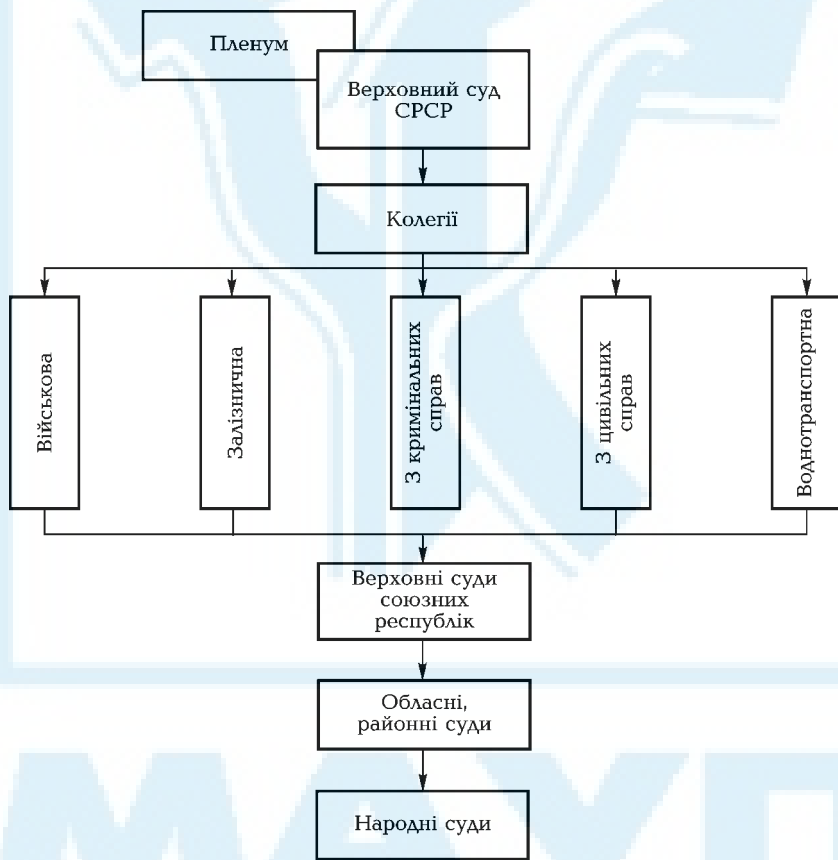 Пленум
Верховний суд
СРСР
Колегії
Військова
Залізнична
З кримінальних
справ
З цивільних
справ
Воднотранспортна
Верховні суди
союзних
республік
Обласні,
районні суди
Народні суди
МАУП